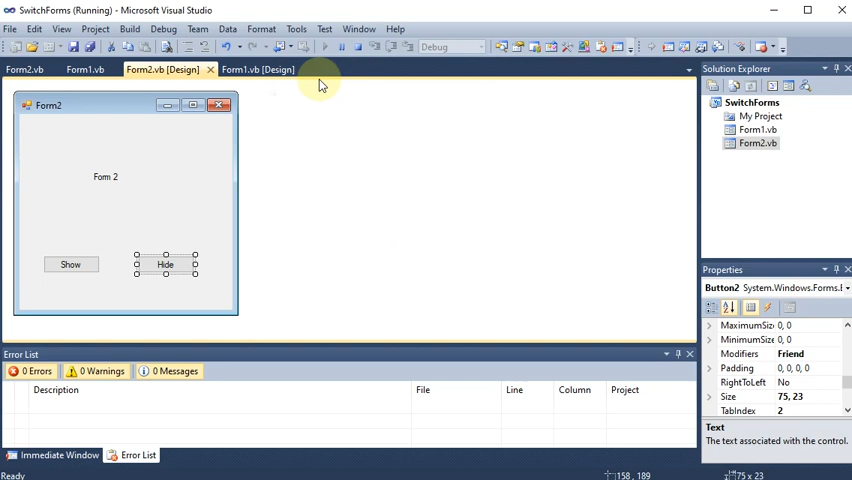 SwitchForms (Running) - Microsoft Visual Studio
File Edit View Project Build Debug Team Data Format Tools Test Window Help
Debug
Form2.vb Form1.vb Form2.vb [Design] Form1.vb [Design]
Form2
Form 2
Show Hide
Solution Explorer
SwitchForms
My Project
Form1.vb
Form2.vb
Properties
Button2 System.Windows.Forms.
MaximumSiz 0, 0
MinimumSize 0, 0
Modifiers Friend
Padding 0, 0, 0, 0
RightToLeft No
Size 75, 23
TabIndex 2
Text
The text associated with the control.
Error List
0 Errors 0 Warnings 0 Messages
Description File Line Column Project
Immediate Window Error List
Ready 158 , 189 75 x 23